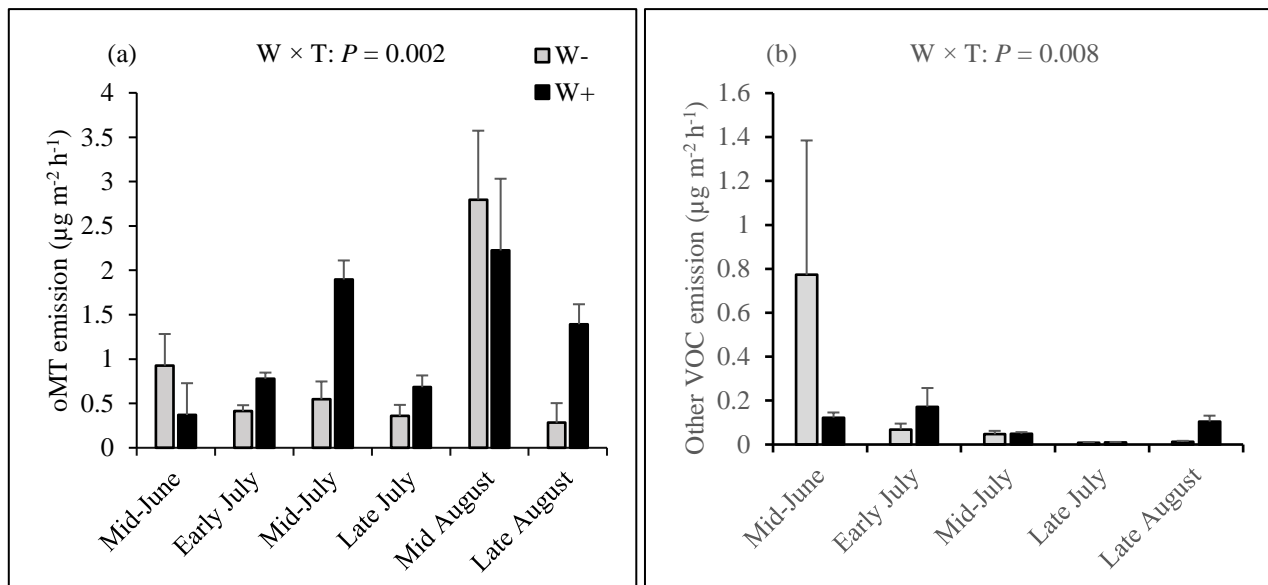 (a)
W × T: P = 0.002
W-
W+
oMT emission (µg m-2 h-1)
4
3.5
3
2.5
2
1.5
1
0.5
0
Mid-June
Early July
Mid-July
Late July
Mid August
Late August
(b)
W × T: P = 0.008
Other VOC emission (µg m-2 h-1)
1.6
1.4
1.2
1
0.8
0.6
0.4
0.2
0
Mid-June
Early July
Mid-July
Late July
Late August